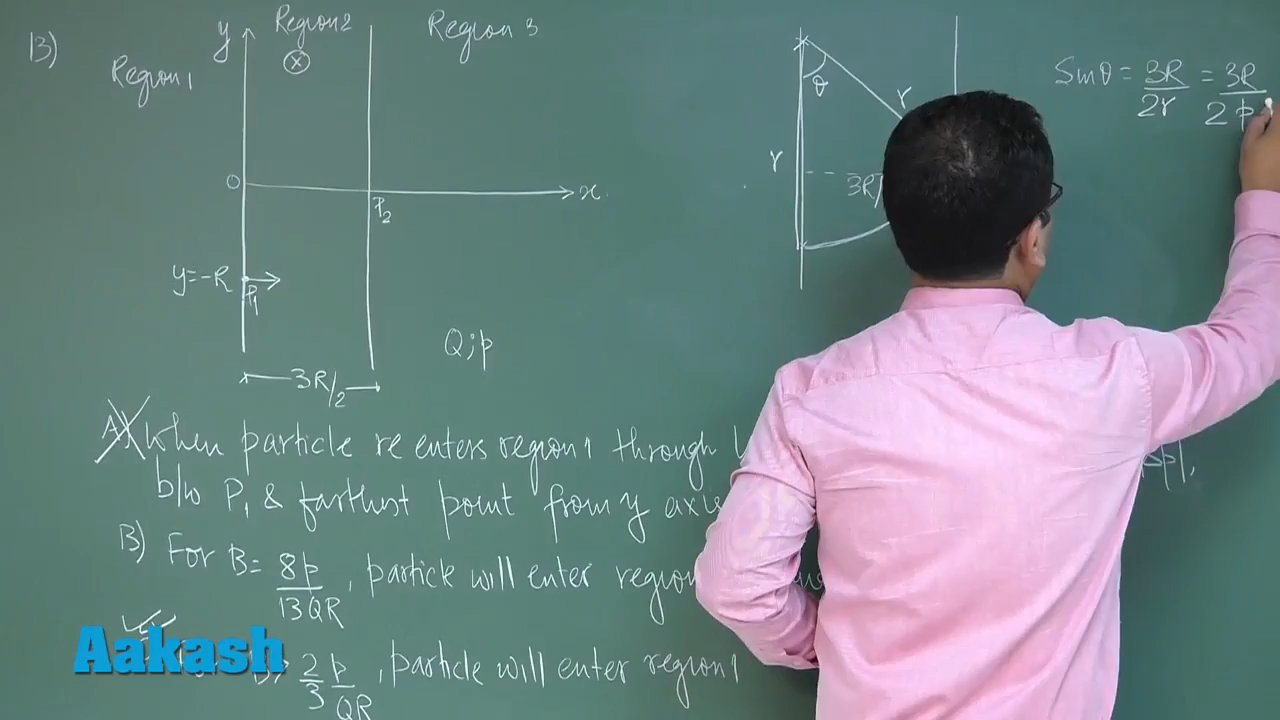 13)
y
Region 2
Region 3
Region 1
⊗
O
x
P2
y=-R
P1
3R/2
Q; p
A) When particle re enters region 1 through
b/w P1 & farthest point from y axis
B) For B= 8p/13QR, particle will enter region
B> 2/3 p/QR, particle will enter region 1
θ
r
r
3R/
Sinθ = 3R/2r = 3R/2p
Aakash